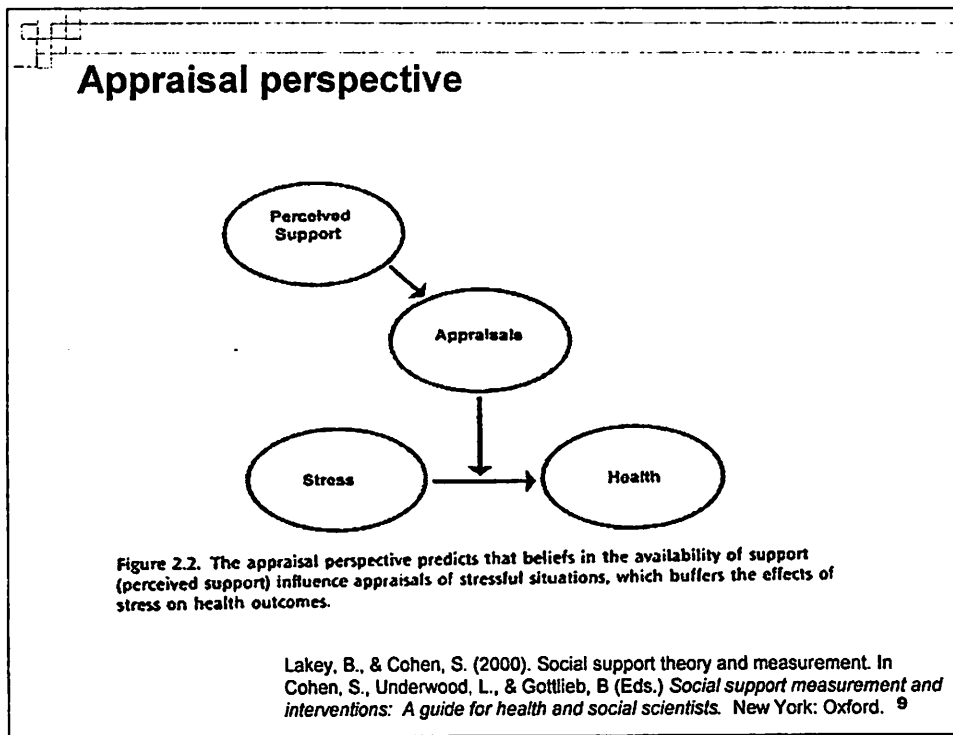 Appraisal perspective
Perceived
Support
Appraisals
Stress
Health
Figure 2.2. The appraisal perspective predicts that beliefs in the availability of support
(perceived support) influence appraisals of stressful situations, which buffers the effects of
stress on health outcomes.
Lakey, B., & Cohen, S. (2000). Social support theory and measurement. In
Cohen, S., Underwood, L., & Gottlieb, B (Eds.) Social support measurement and
interventions: A guide for health and social scientists. New York: Oxford. 9